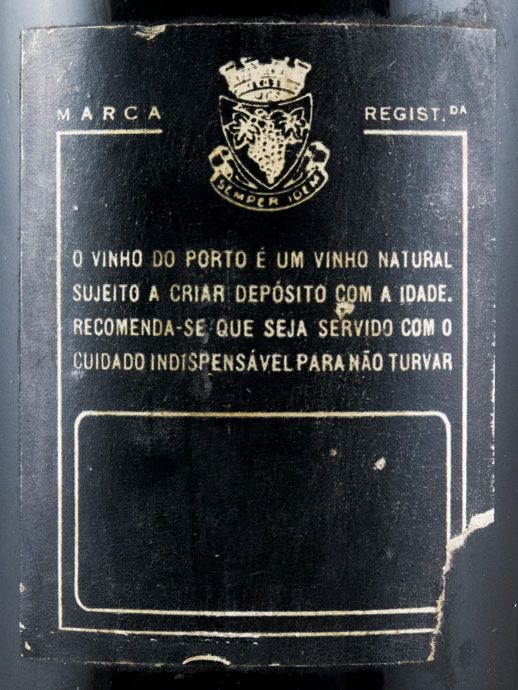 MARCA REGIST.DA
SEMPER IDEM
O VINHO DO PORTO É UM VINHO NATURAL
SUJEITO A CRIAR DEPÓSITO COM A IDADE.
RECOMENDA-SE QUE SEJA SERVIDO COM O
CUIDADO INDISPENSÁVEL PARA NÃO TURVAR